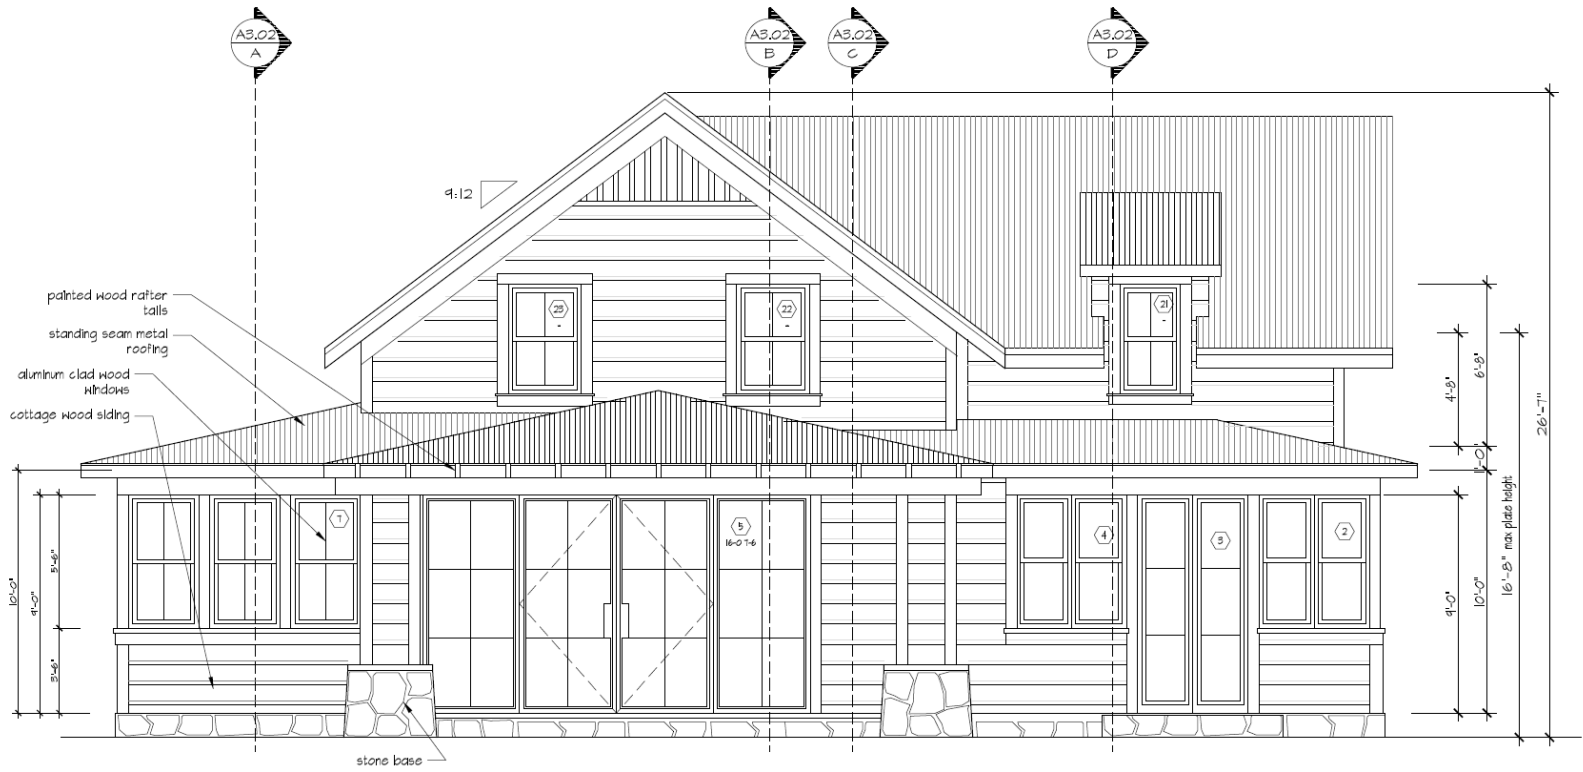 A3.02
A
A3.02
B
A3.02
C
A3.02
D
9:12
painted wood rafter
tails
standing seam metal
roofing
aluminum clad wood
windows
cottage wood siding
23
-
22
-
21
-
7
5
16-0 7-6
4
3
2
10'-0"
9'-0"
5'-6"
3'-6"
4'-8"
6'-8"
1'-0"
9'-0"
10'-0"
16'-8" max plate height
26'-7"
stone base